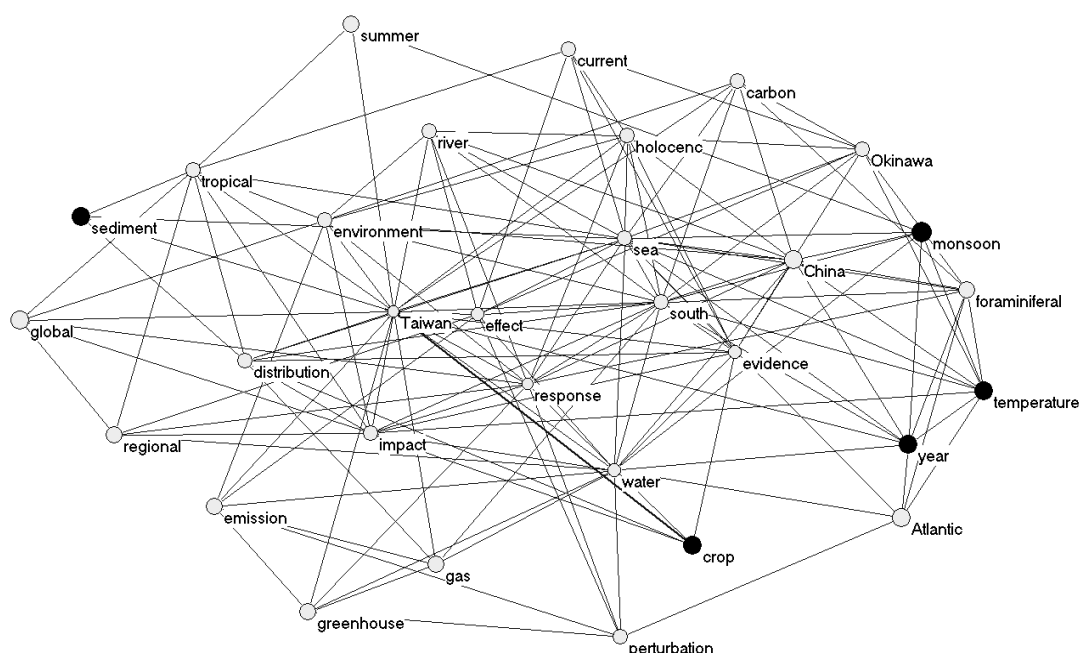 summer
current
carbon
river
holocenc
Okinawa
tropical
sediment
environment
sea
monsoon
China
foraminiferal
global
Taiwan
effect
south
evidence
distribution
response
temperature
regional
impact
year
water
emission
Atlantic
crop
gas
greenhouse
perturbation